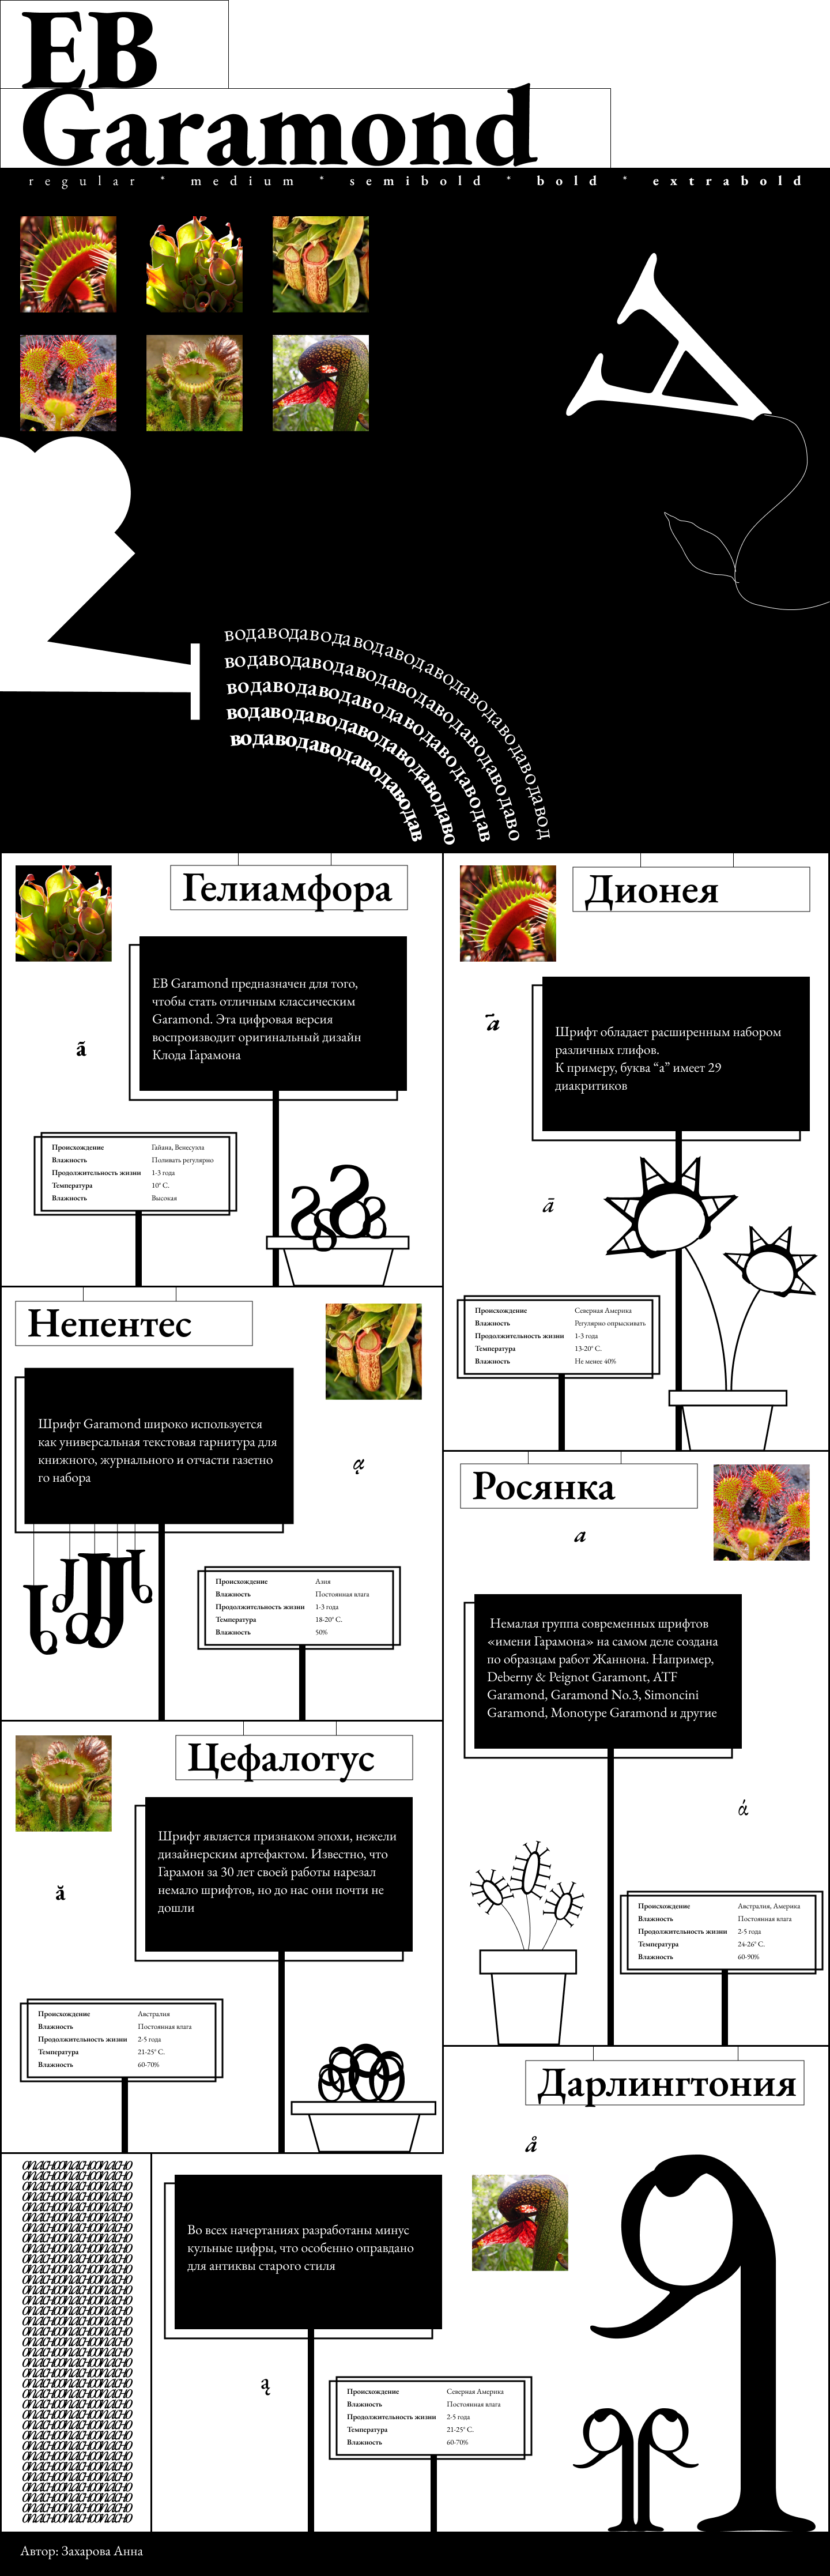 EB
Garamond
regular * medium * semibold * bold * extrabold
А
водаводаводаводаводаводаводаводавод
водаводаводаводаводаводаводаводаво
водаводаводаводаводаводаводав
водаводаводаводаводаводаво
водаводаводаводаводаводав
Гелиамфора
EB Garamond предназначен для того,
чтобы стать отличным классическим
Garamond. Эта цифровая версия
воспроизводит оригинальный дизайн
Клода Гарамона
ã
Происхождение Гайана, Венесуэла
Влажность Поливать регулярно
Продолжительность жизни 1-3 года
Температура 10° С.
Влажность Высокая
Дионея
ā
Шрифт обладает расширенным набором
различных глифов.
К примеру, буква “а” имеет 29
диакритиков
ā
Происхождение Северная Америка
Влажность Регулярно опрыскивать
Продолжительность жизни 1-3 года
Температура 13-20° С.
Влажность Не менее 40%
Непентес
Шрифт Garamond широко используется
как универсальная текстовая гарнитура для
книжного, журнального и отчасти газетно
го набора
ᾳ
Происхождение Азия
Влажность Постоянная влага
Продолжительность жизни 1-3 года
Температура 18-20° С.
Влажность 50%
Росянка
а
Немалая группа современных шрифтов
«имени Гарамона» на самом деле создана
по образцам работ Жаннона. Например,
Deberny & Peignot Garamont, ATF
Garamond, Garamond No.3, Simoncini
Garamond, Monotype Garamond и другие
ά
Происхождение Австралия, Америка
Влажность Постоянная влага
Продолжительность жизни 2-5 года
Температура 24-26° С.
Влажность 60-90%
Цефалотус
Шрифт является признаком эпохи, нежели
дизайнерским артефактом. Известно, что
Гарамон за 30 лет своей работы нарезал
немало шрифтов, но до нас они почти не
дошли
ă
Происхождение Австралия
Влажность Постоянная влага
Продолжительность жизни 2-5 года
Температура 21-25° С.
Влажность 60-70%
Дарлингтония
å
Во всех начертаниях разработаны минус
кульные цифры, что особенно оправдано
для антиквы старого стиля
ą
Происхождение Северная Америка
Влажность Постоянная влага
Продолжительность жизни 2-5 года
Температура 21-25° С.
Влажность 60-70%
Автор: Захарова Анна